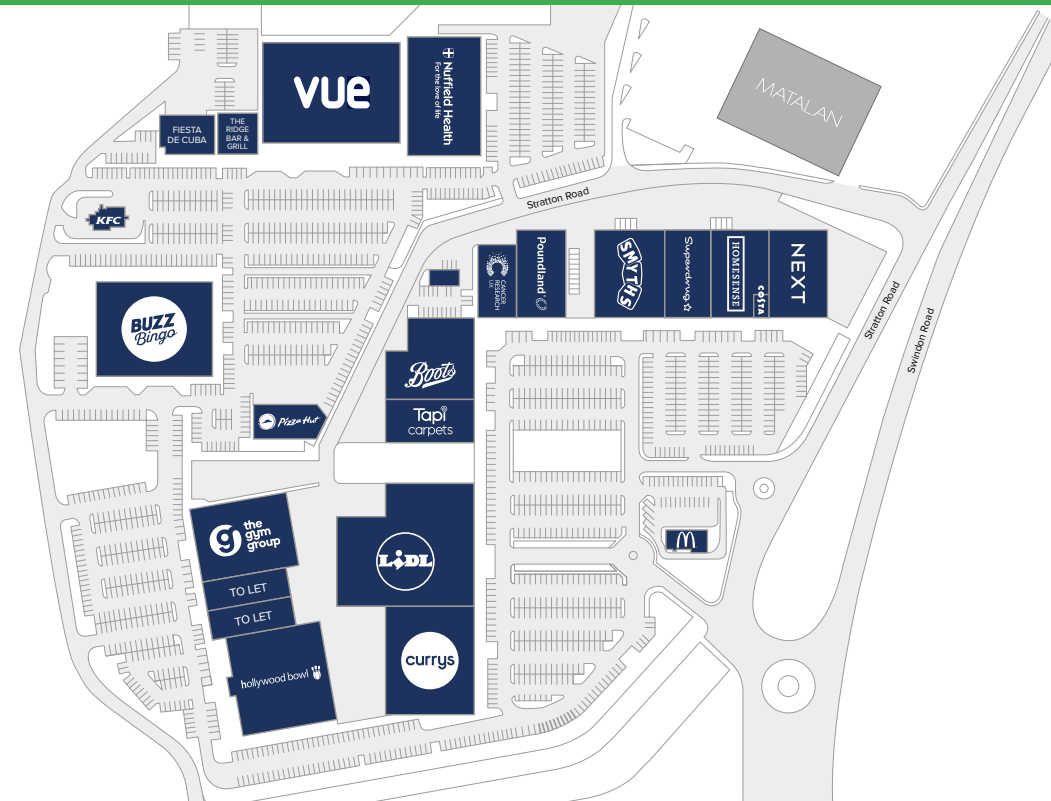 vue
Nuffield Health
For the love of life
MATALAN
FIESTA
DE CUBA
THE
RIDGE
BAR &
GRILL
KFC
Stratton Road
CANCER
RESEARCH
UK
Poundland
SMYTHS
Superdrug
HOMESENSE
COSTA
NEXT
Stratton Road
Swindon Road
BUZZ
Bingo
Boots
Tapi
carpets
Pizza Hut
the
gym
group
TO LET
TO LET
hollywood bowl
LiDL
currys
M